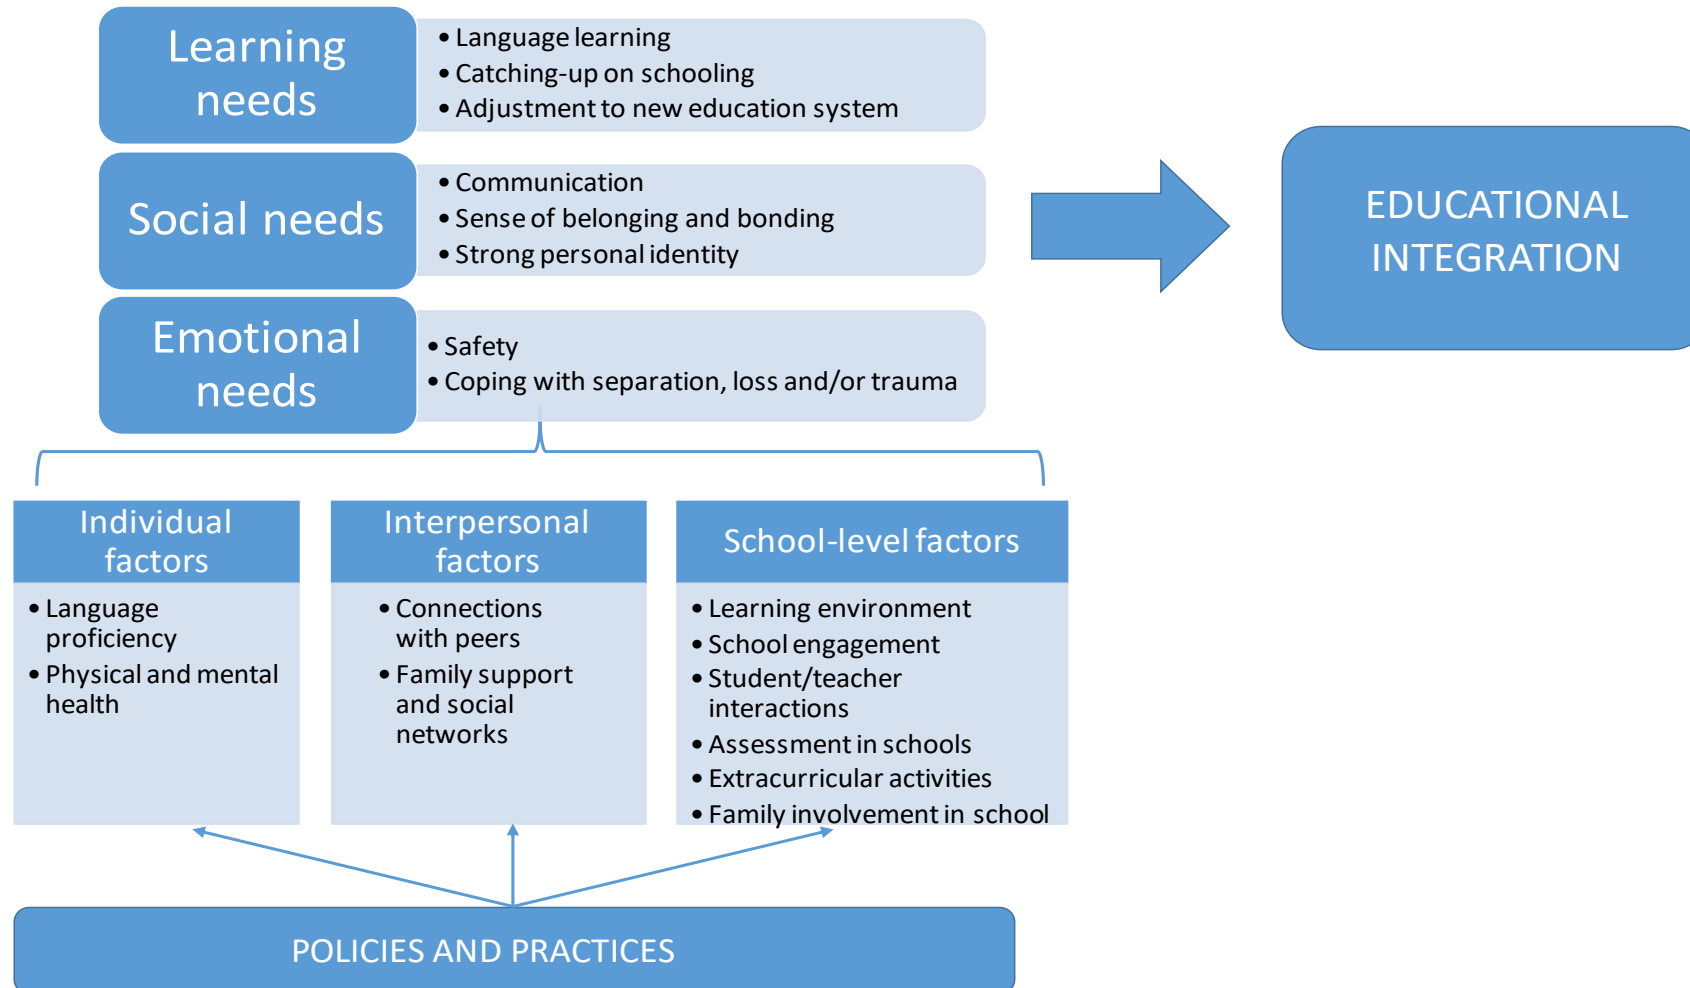 Learning
needs
• Language learning
• Catching-up on schooling
• Adjustment to new education system
Social needs
• Communication
• Sense of belonging and bonding
• Strong personal identity
Emotional
needs
• Safety
• Coping with separation, loss and/or trauma
EDUCATIONAL
INTEGRATION
Individual
factors
• Language
proficiency
• Physical and mental
health
Interpersonal
factors
• Connections
with peers
• Family support
and social
networks
School-level factors
• Learning environment
• School engagement
• Student/teacher
interactions
• Assessment in schools
• Extracurricular activities
• Family involvement in school
POLICIES AND PRACTICES